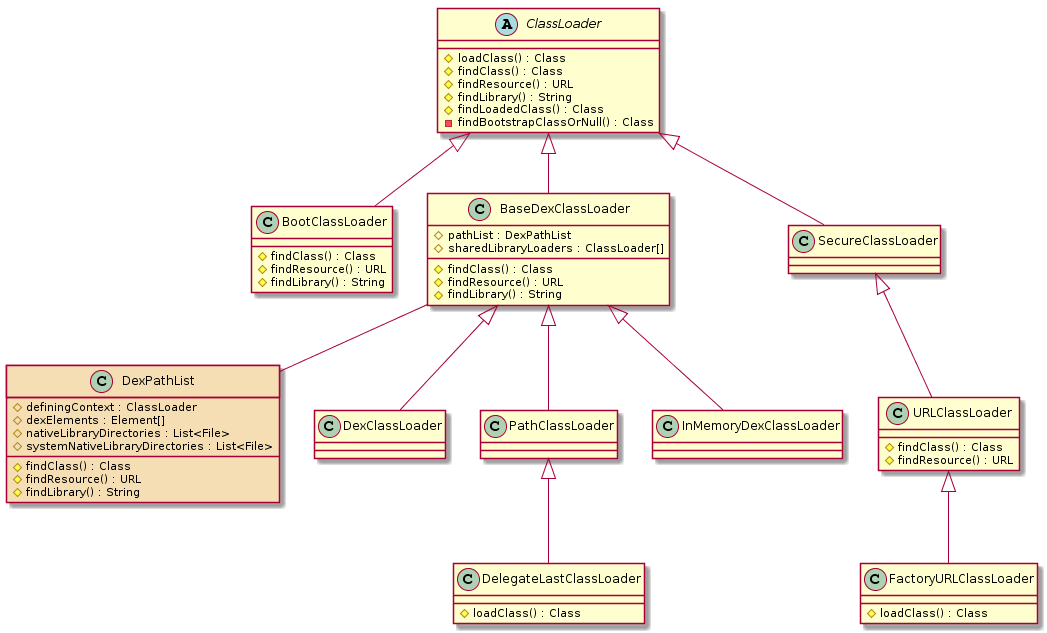 A ClassLoader
loadClass() : Class
findClass() : Class
findResource() : URL
findLibrary() : String
findLoadedClass() : Class
findBootstrapClassOrNull() : Class
C BootClassLoader
findClass() : Class
findResource() : URL
findLibrary() : String
C BaseDexClassLoader
pathList : DexPathList
sharedLibraryLoaders : ClassLoader[]
findClass() : Class
findResource() : URL
findLibrary() : String
C SecureClassLoader
C DexPathList
definingContext : ClassLoader
dexElements : Element[]
nativeLibraryDirectories : List<File>
systemNativeLibraryDirectories : List<File>
findClass() : Class
findResource() : URL
findLibrary() : String
C DexClassLoader
C PathClassLoader
C InMemoryDexClassLoader
C URLClassLoader
findClass() : Class
findResource() : URL
C DelegateLastClassLoader
loadClass() : Class
C FactoryURLClassLoader
loadClass() : Class